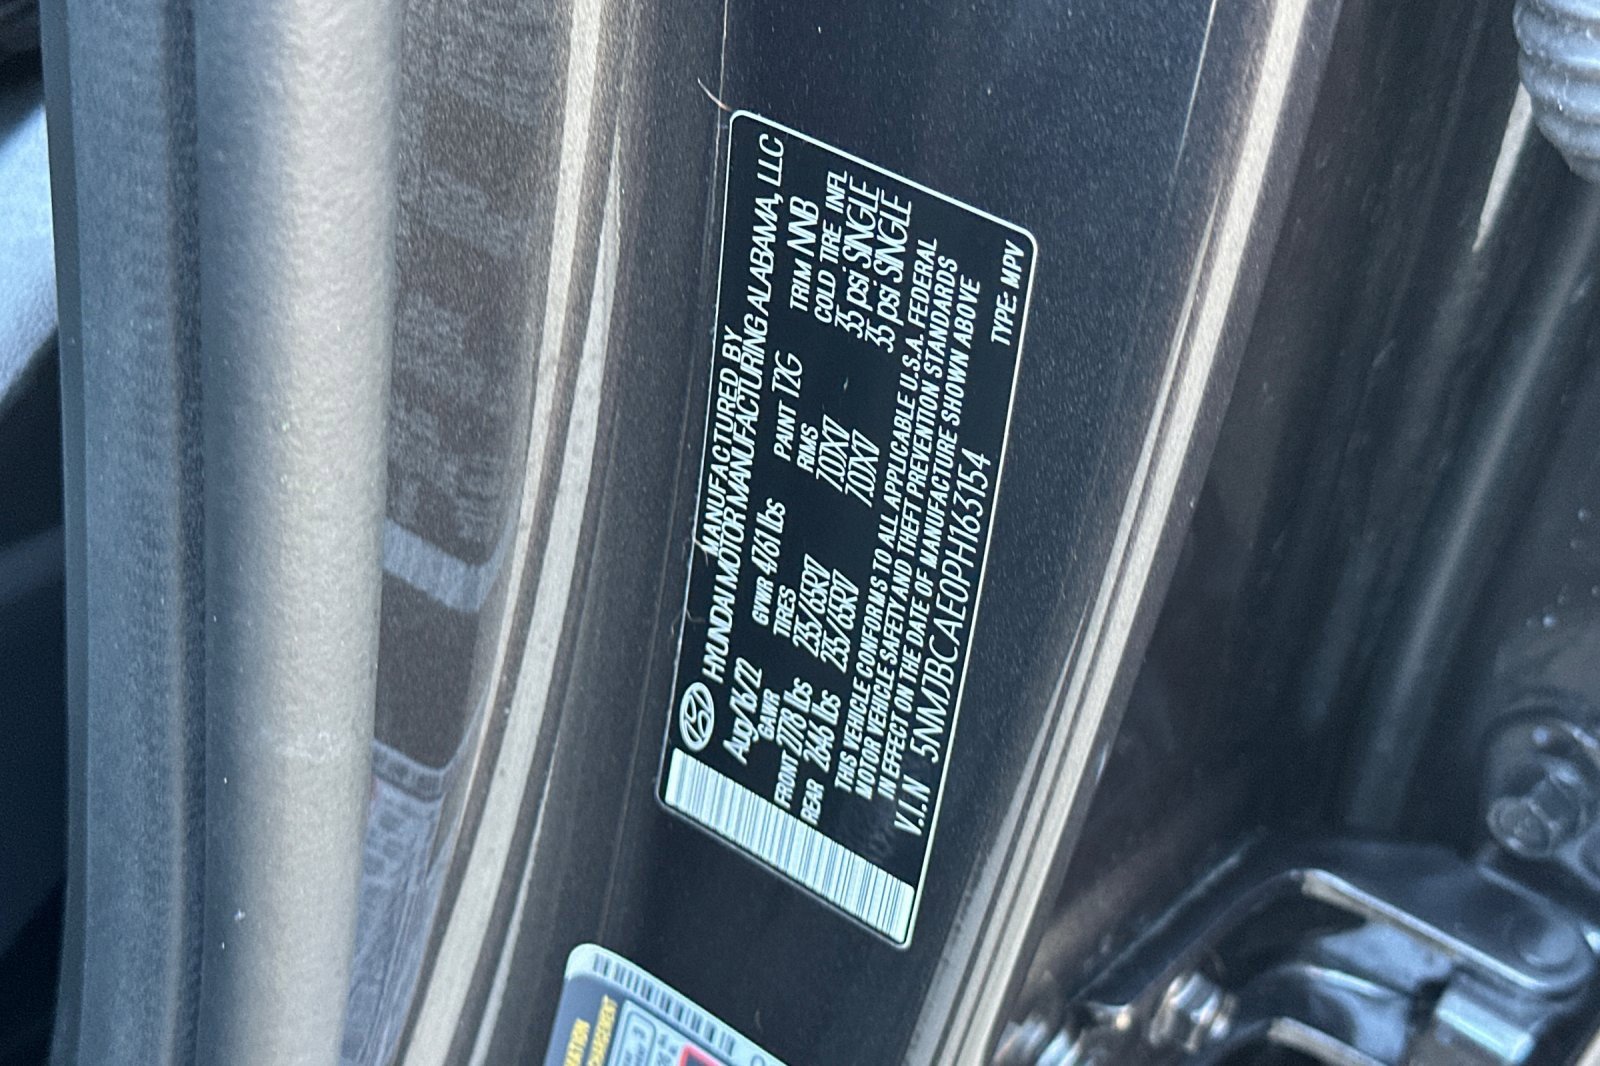 MANUFACTURED BY
HYUNDAI MOTOR MANUFACTURING ALABAMA, LLC
Aug/16/22 GVWR 4761 lbs PAINT T2G TRIM NNB
GAWR TIRES RIMS COLD TIRE INFL
FRONT 2778 lbs 235/65R17 7.0X17 35 psi SINGLE
REAR 2646 lbs 235/65R17 7.0X17 35 psi SINGLE
THIS VEHICLE CONFORMS TO ALL APPLICABLE U.S.A. FEDERAL
MOTOR VEHICLE SAFETY AND THEFT PREVENTION STANDARDS
IN EFFECT ON THE DATE OF MANUFACTURE SHOWN ABOVE
V.I.N 5NMJBCAE0PH163154 TYPE: MPV